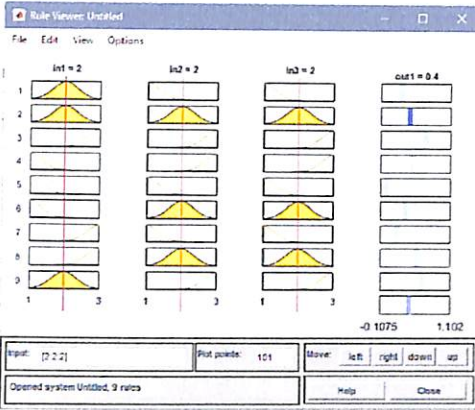 Rule Viewer: Untitled
File Edit View Options
in1 = 2 in2 = 2 in3 = 2 out1 = 0.4
1
2
3
4
5
6
7
8
9
1 3 1 3 1 3
-0.1075 1.102
Input: [2 2 2] Plot points: 101 Move: left right down up
Opened system Untitled, 9 rules Help Close